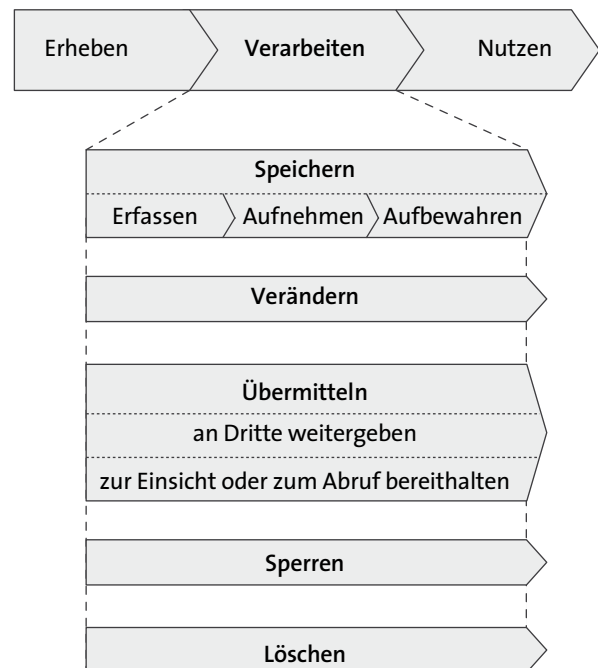 Erheben Verarbeiten Nutzen
Speichern
Erfassen Aufnehmen Aufbewahren
Verändern
Übermitteln
an Dritte weitergeben
zur Einsicht oder zum Abruf bereithalten
Sperren
Löschen